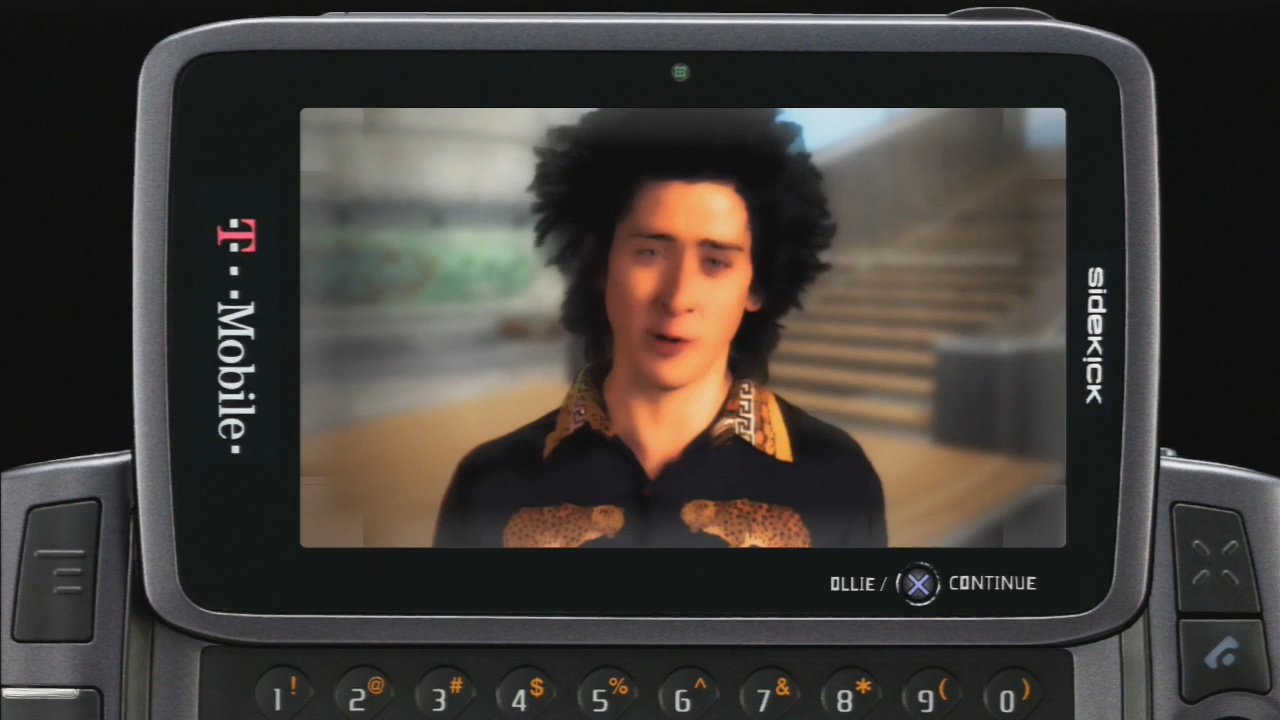 T··Mobile·
sidekick
OLLIE / CONTINUE
1! 2@ 3# 4$ 5% 6^ 7& 8* 9( 0)